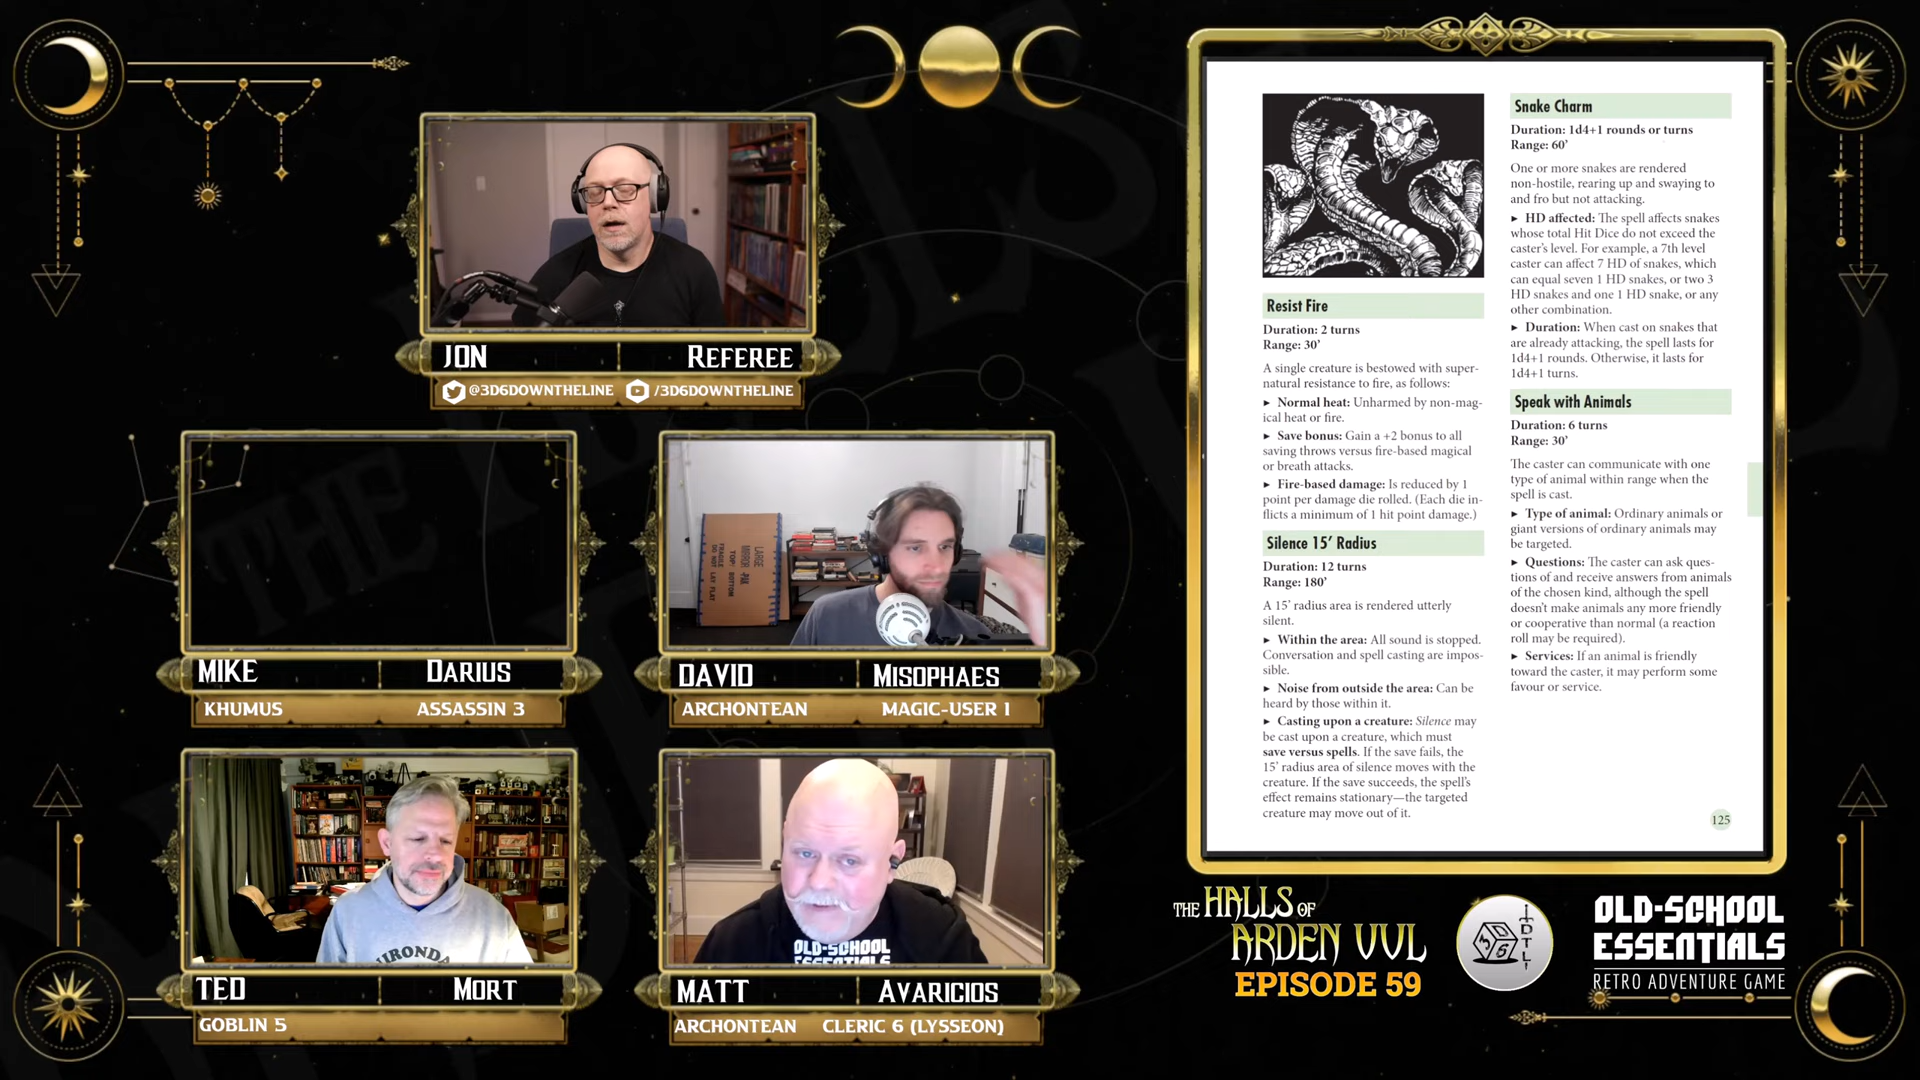 JON REFEREE
@3D6DOWNTHELINE /3D6DOWNTHELINE
MIKE DARIUS
KHUMUS ASSASSIN 3
LARGE
MIRROR PAK
TOP/BOTTOM
FRAGILE
DO NOT LAY FLAT
DAVID MISOPHAES
ARCHONTEAN MAGIC-USER 1
IRONDA
TED MORT
GOBLIN 5
OLD-SCHOOL
ESSENTIALS
MATT AVARICIOS
ARCHONTEAN CLERIC 6 (LYSSEON)
Resist Fire
Duration: 2 turns
Range: 30'
A single creature is bestowed with super-
natural resistance to fire, as follows:
► Normal heat: Unharmed by non-mag-
ical heat or fire.
► Save bonus: Gain a +2 bonus to all
saving throws versus fire-based magical
or breath attacks.
► Fire-based damage: Is reduced by 1
point per damage die rolled. (Each die in-
flicts a minimum of 1 hit point damage.)
Silence 15' Radius
Duration: 12 turns
Range: 180'
A 15' radius area is rendered utterly
silent.
► Within the area: All sound is stopped.
Conversation and spell casting are impos-
sible.
► Noise from outside the area: Can be
heard by those within it.
► Casting upon a creature: Silence may
be cast upon a creature, which must
save versus spells. If the save fails, the
15' radius area of silence moves with the
creature. If the save succeeds, the spell's
effect remains stationary—the targeted
creature may move out of it.
Snake Charm
Duration: 1d4+1 rounds or turns
Range: 60'
One or more snakes are rendered
non-hostile, rearing up and swaying to
and fro but not attacking.
► HD affected: The spell affects snakes
whose total Hit Dice do not exceed the
caster's level. For example, a 7th level
caster can affect 7 HD of snakes, which
can equal seven 1 HD snakes, or two 3
HD snakes and one 1 HD snake, or any
other combination.
► Duration: When cast on snakes that
are already attacking, the spell lasts for
1d4+1 rounds. Otherwise, it lasts for
1d4+1 turns.
Speak with Animals
Duration: 6 turns
Range: 30'
The caster can communicate with one
type of animal within range when the
spell is cast.
► Type of animal: Ordinary animals or
giant versions of ordinary animals may
be targeted.
► Questions: The caster can ask ques-
tions of and receive answers from animals
of the chosen kind, although the spell
doesn't make animals any more friendly
or cooperative than normal (a reaction
roll may be required).
► Services: If an animal is friendly
toward the caster, it may perform some
favour or service.
125
THE HALLS OF
ARDEN VUL
EPISODE 59
3D6
DTL
OLD-SCHOOL
ESSENTIALS
RETRO ADVENTURE GAME